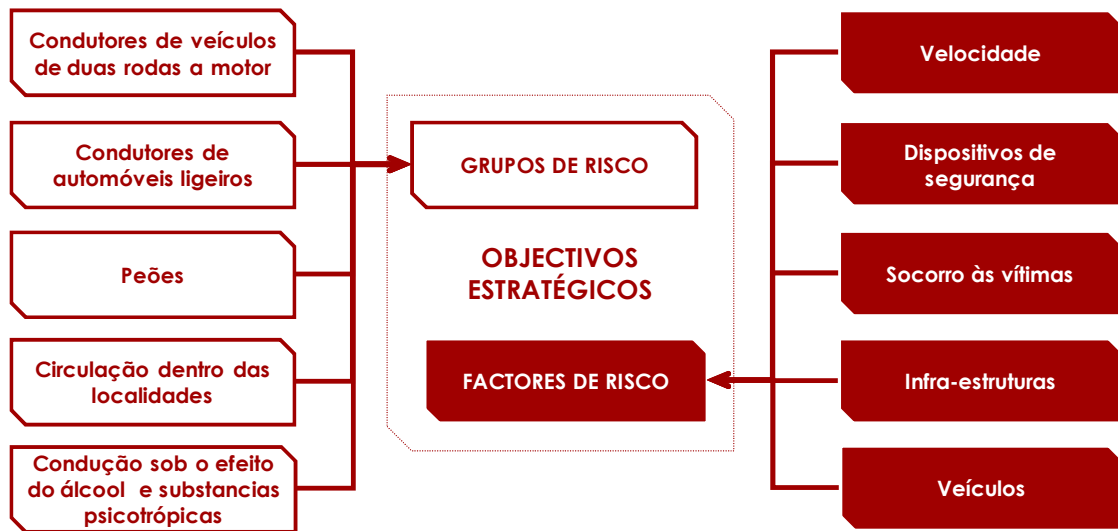 Condutores de veículos
de duas rodas a motor
Condutores de
automóveis ligeiros
Peões
Circulação dentro das
localidades
Condução sob o efeito
do álcool e substancias
psicotrópicas
GRUPOS DE RISCO
OBJECTIVOS
ESTRATÉGICOS
FACTORES DE RISCO
Velocidade
Dispositivos de
segurança
Socorro às vítimas
Infra-estruturas
Veículos